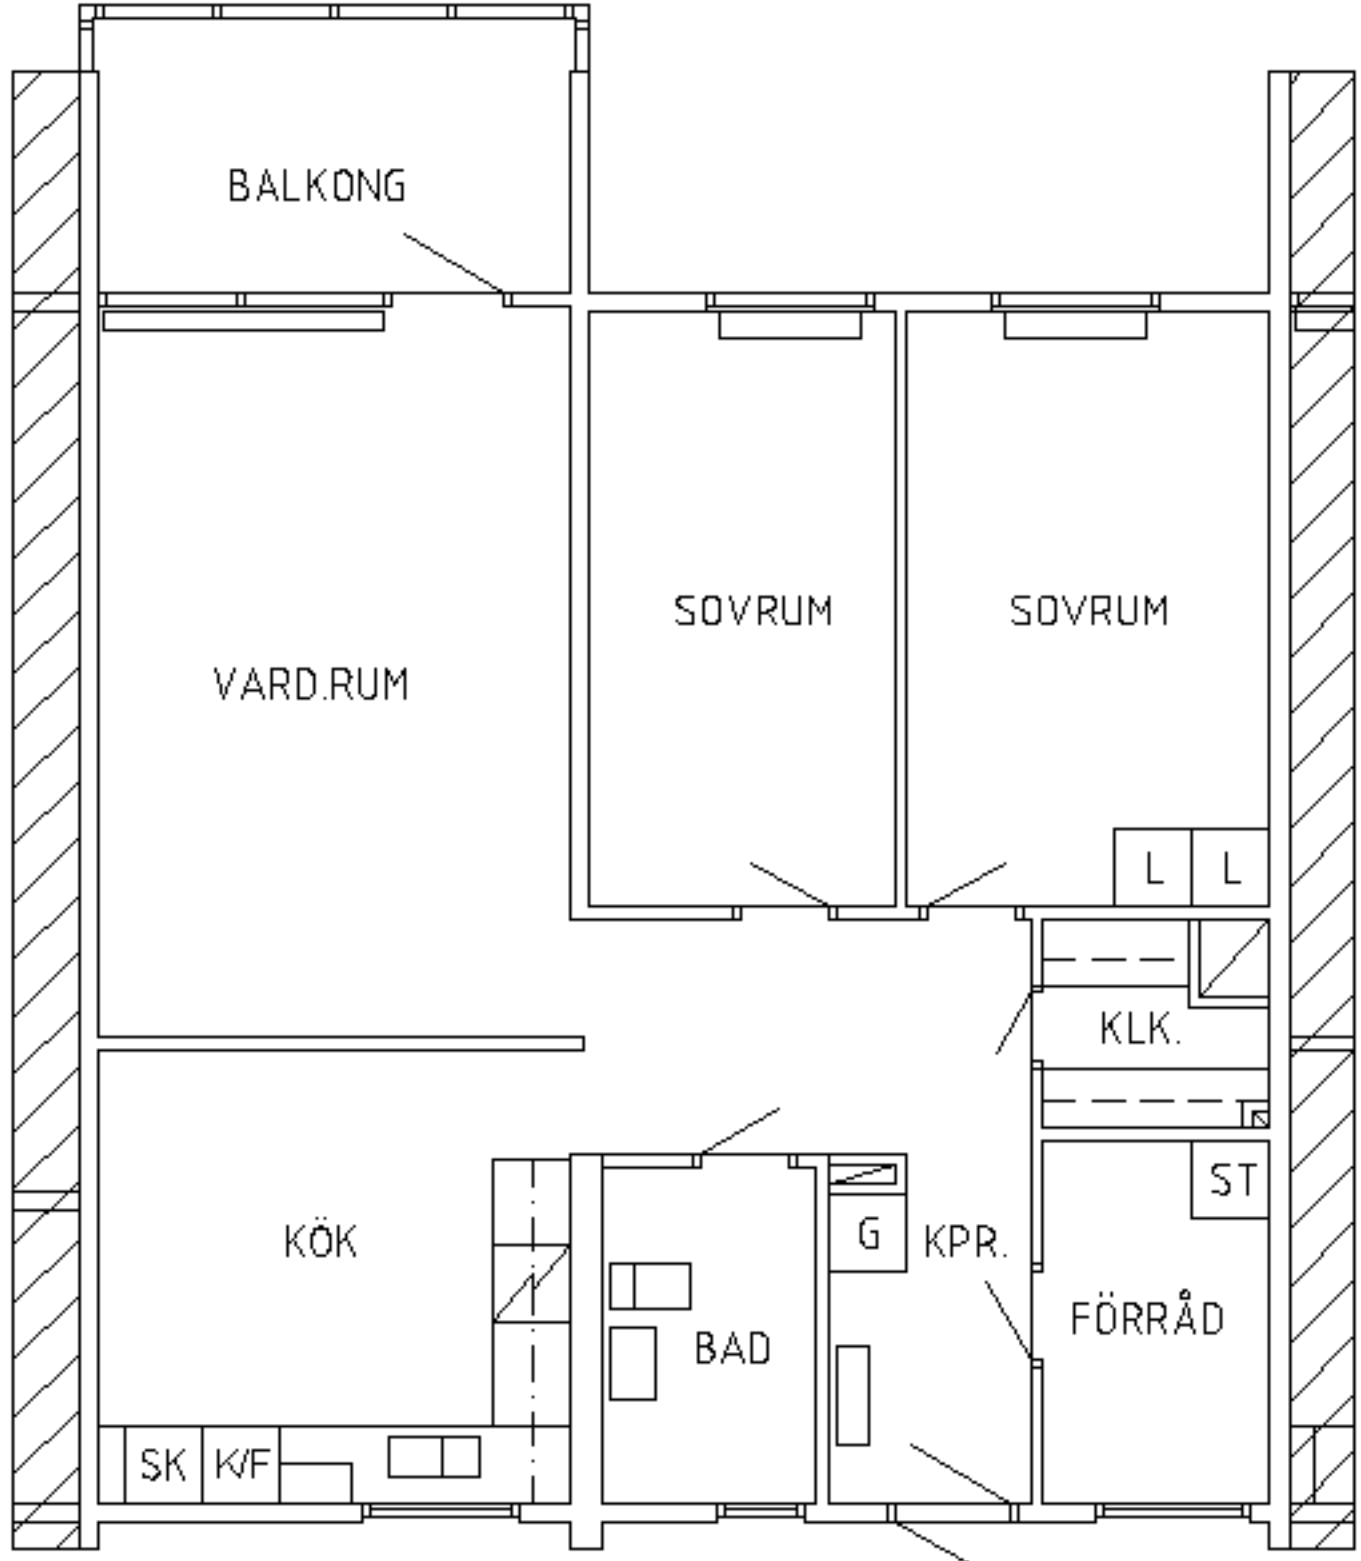 BALKONG
SOVRUM
SOVRUM
VARD.RUM
L
L
KLK.
ST
G
KPR.
KÖK
FÖRRÅD
BAD
SK
K/F